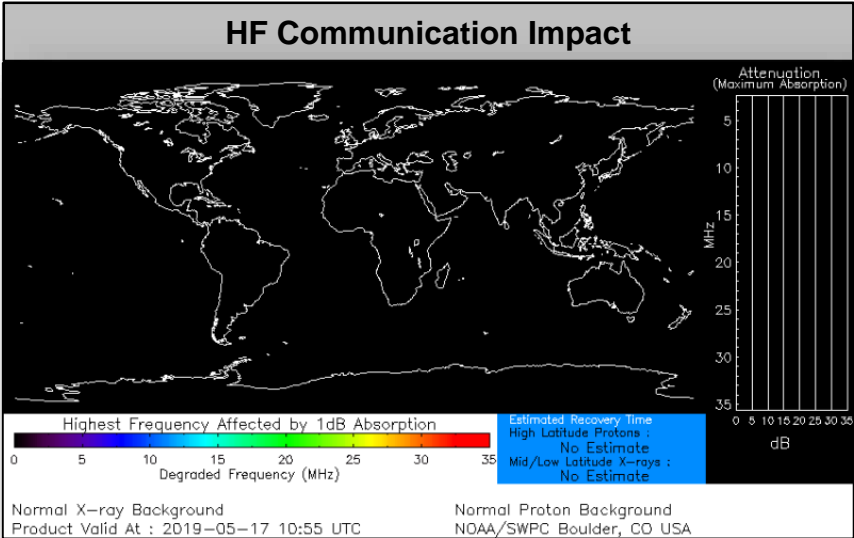 HF Communication Impact
Attenuation
(Maximum Absorption)
5
10
15
MHz
20
25
30
35
0 5 10 15 20 25 30 35
dB
Highest Frequency Affected by 1dB Absorption
0 5 10 15 20 25 30 35
Degraded Frequency (MHz)
Estimated Recovery Time
High Latitude Protons :
No Estimate
Mid/Low Latitude X-rays :
No Estimate
Normal X-ray Background
Normal Proton Background
Product Valid At : 2019-05-17 10:55 UTC
NOAA/SWPC Boulder, CO USA